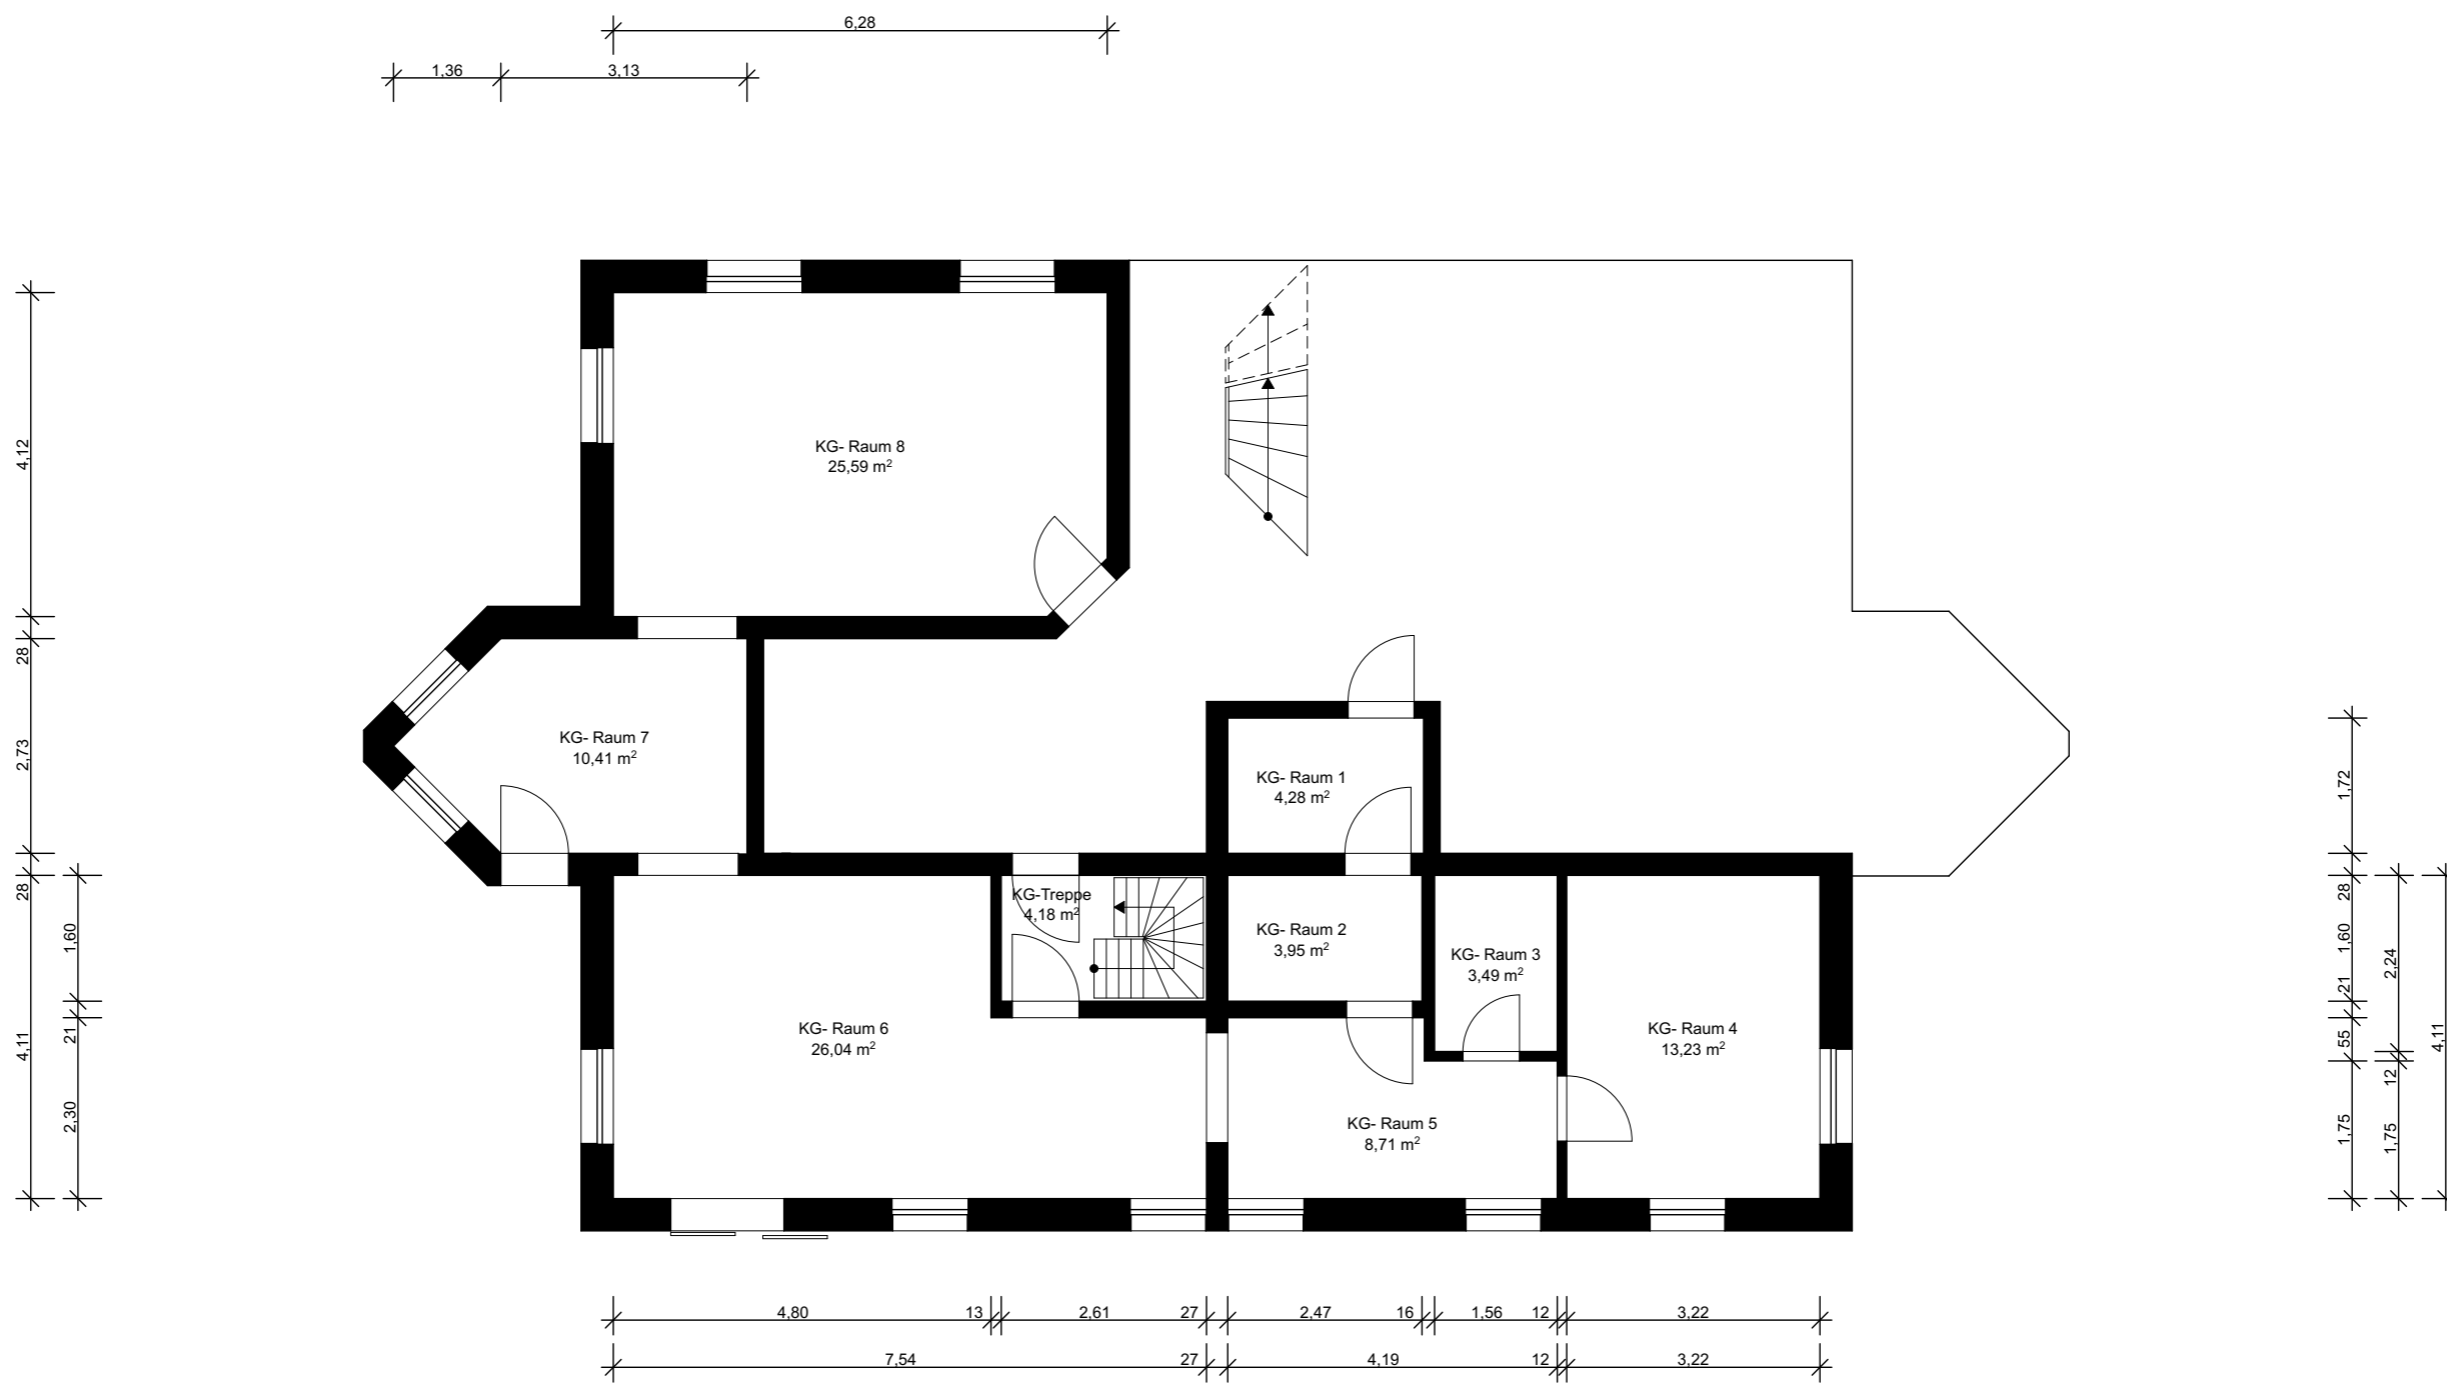 6,28
1,36
3,13
4,12
28
2,73
28
4,11
1,60
21
2,30
KG- Raum 8
25,59 m²
KG- Raum 7
10,41 m²
KG- Raum 1
4,28 m²
KG-Treppe
4,18 m²
KG- Raum 2
3,95 m²
KG- Raum 3
3,49 m²
KG- Raum 6
26,04 m²
KG- Raum 4
13,23 m²
KG- Raum 5
8,71 m²
1,72
28
1,60
21
55
1,75
2,24
12
1,75
4,11
4,80
13
2,61
27
2,47
16
1,56
12
3,22
7,54
27
4,19
12
3,22